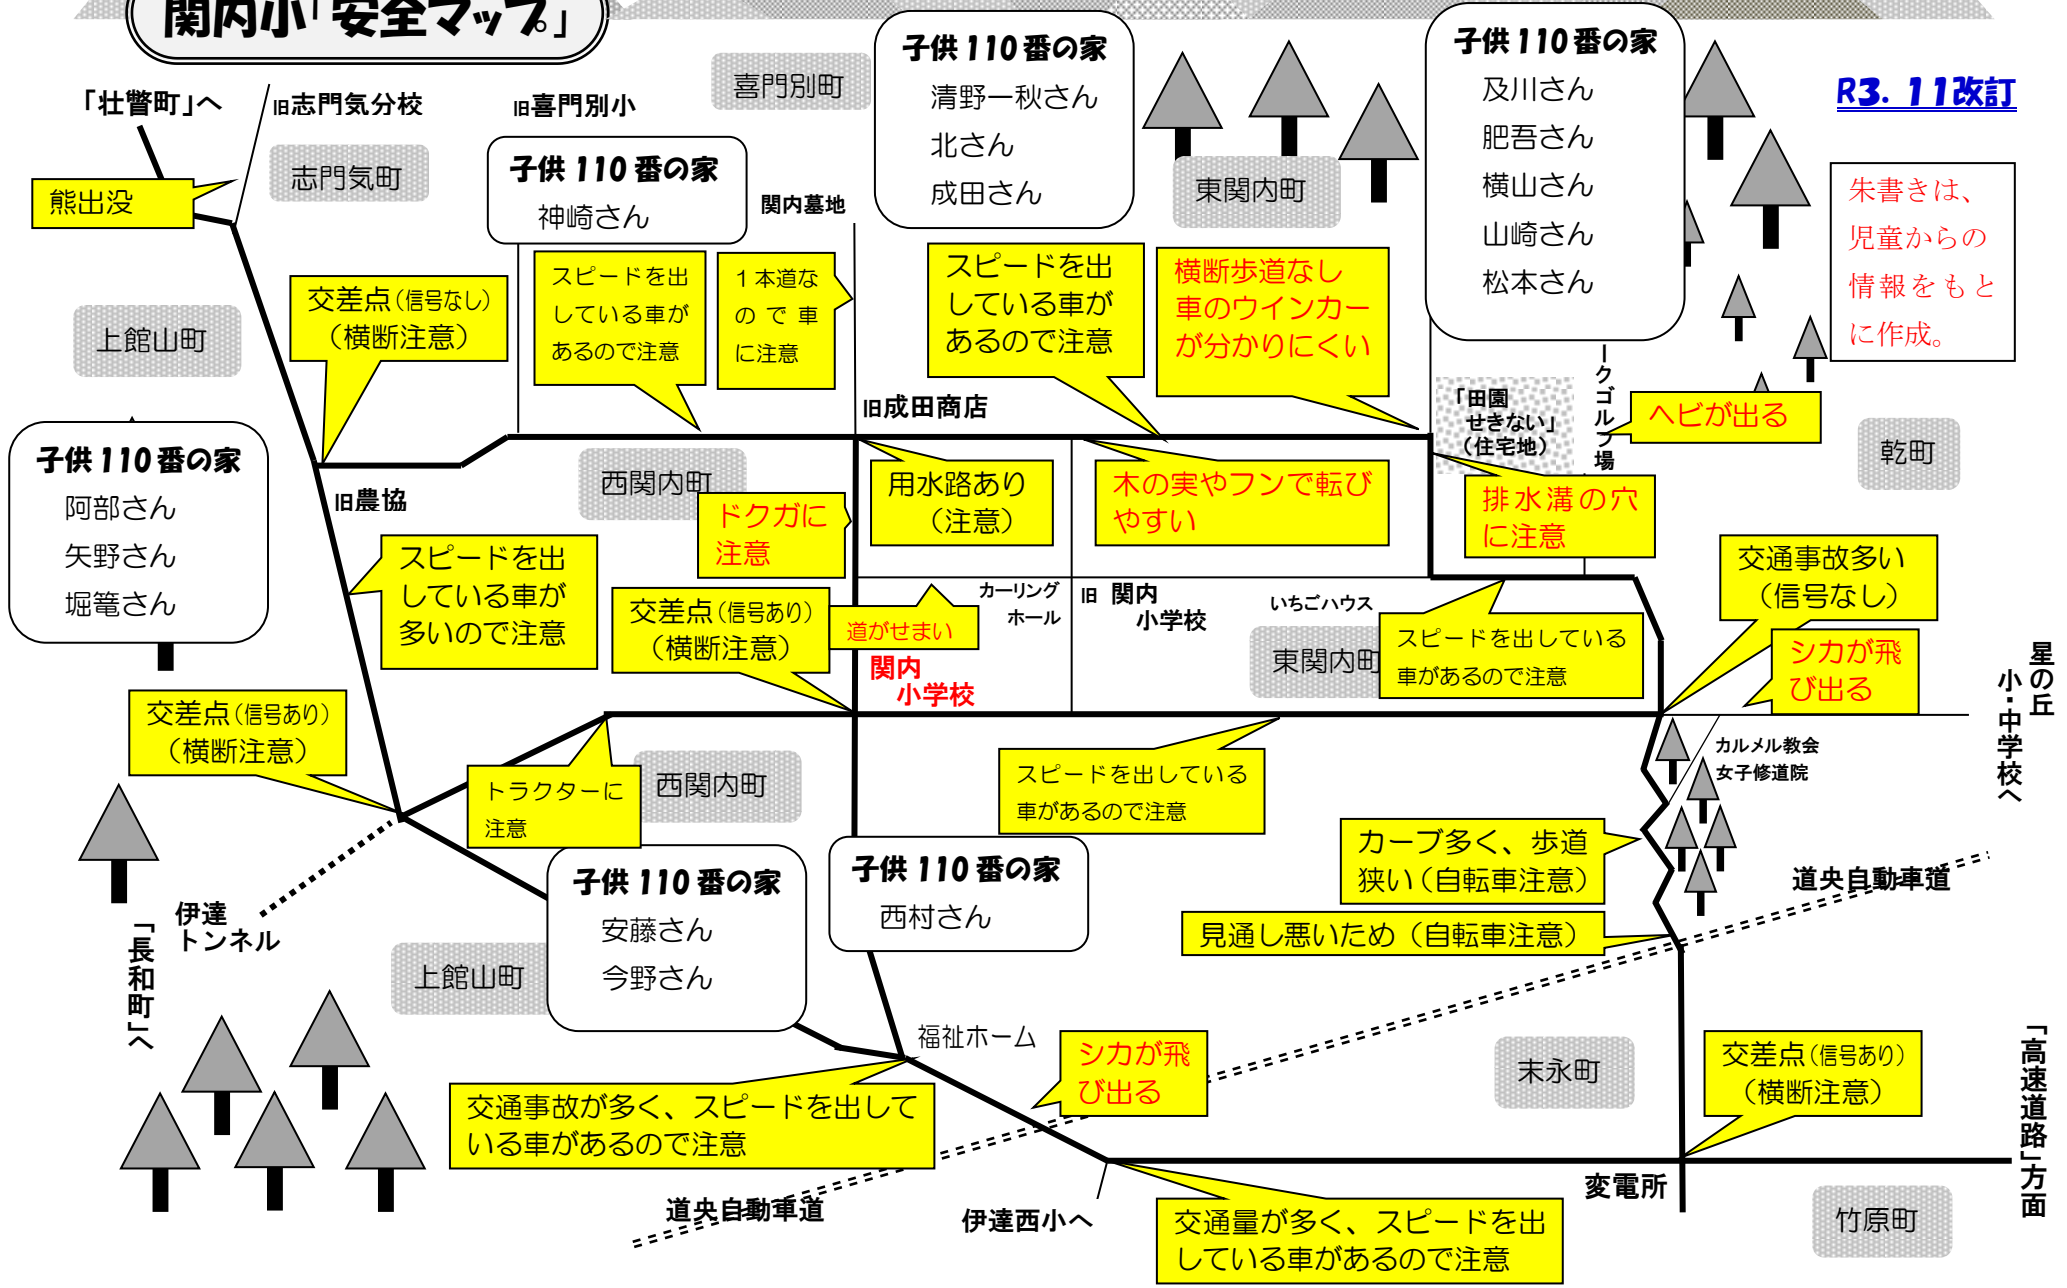 関内小「安全マップ」
R3. 11改訂
朱書きは、
児童からの
情報をもと
に作成。
「壮瞥町」へ
旧志門気分校
旧喜門別小
喜門別町
志門気町
熊出没
子供110番の家
神崎さん
関内墓地
子供110番の家
清野一秋さん
北さん
成田さん
東関内町
子供110番の家
及川さん
肥吾さん
横山さん
山崎さん
松本さん
上館山町
交差点(信号なし)
(横断注意)
スピードを出
している車が
あるので注意
1本道な
ので車
に注意
スピードを出
している車が
あるので注意
横断歩道なし
車のウインカー
が分かりにくい
旧成田商店
「田園
せきない」
(住宅地)
ークゴルフ場
ヘビが出る
乾町
子供110番の家
阿部さん
矢野さん
堀篭さん
旧農協
西関内町
ドクガに
注意
用水路あり
(注意)
木の実やフンで転び
やすい
排水溝の穴
に注意
スピードを出
している車が
多いので注意
交差点(信号あり)
(横断注意)
道がせまい
カーリング
ホール
旧 関内
小学校
いちごハウス
東関内町
スピードを出している
車があるので注意
交通事故多い
(信号なし)
シカが飛
び出る
星の丘
小・中学校へ
関内
小学校
交差点(信号あり)
(横断注意)
トラクターに
注意
西関内町
スピードを出している
車があるので注意
カルメル教会
女子修道院
カーブ多く、歩道
狭い(自転車注意)
見通し悪いため(自転車注意)
道央自動車道
伊達
トンネル
「長和町」へ
上館山町
子供110番の家
安藤さん
今野さん
子供110番の家
西村さん
福祉ホーム
シカが飛
び出る
末永町
交差点(信号あり)
(横断注意)
「高速道路」方面
交通事故が多く、スピードを出して
いる車があるので注意
道央自動車道
伊達西小へ
交通量が多く、スピードを出
している車があるので注意
変電所
竹原町